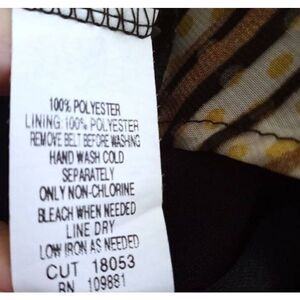 100% POLYESTER
LINING:100% POLYESTER
REMOVE BELT BEFORE WASHING
HAND WASH COLD
SEPARATELY
ONLY NON-CHLORINE
BLEACH WHEN NEEDED
LINE DRY
LOW IRON AS NEEDED
CUT 18053
RN 109881